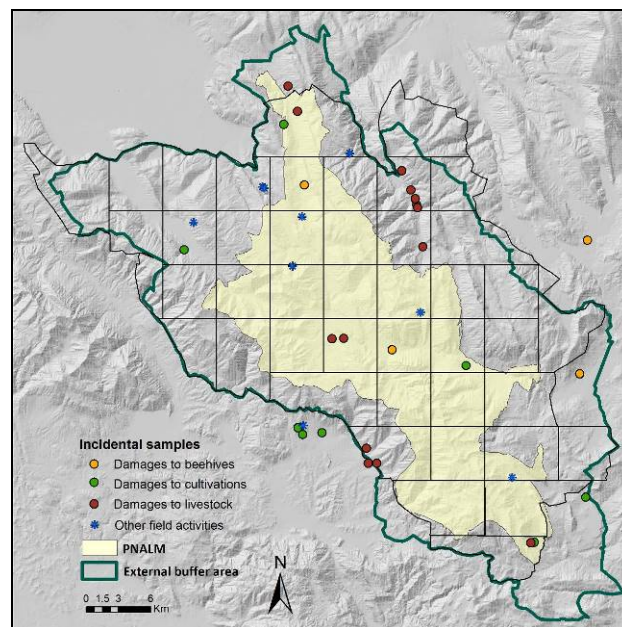 Incidental samples
Damages to beehives
Damages to cultivations
Damages to livestock
Other field activities
PNALM
External buffer area
N
0 1.5 3 6
Km